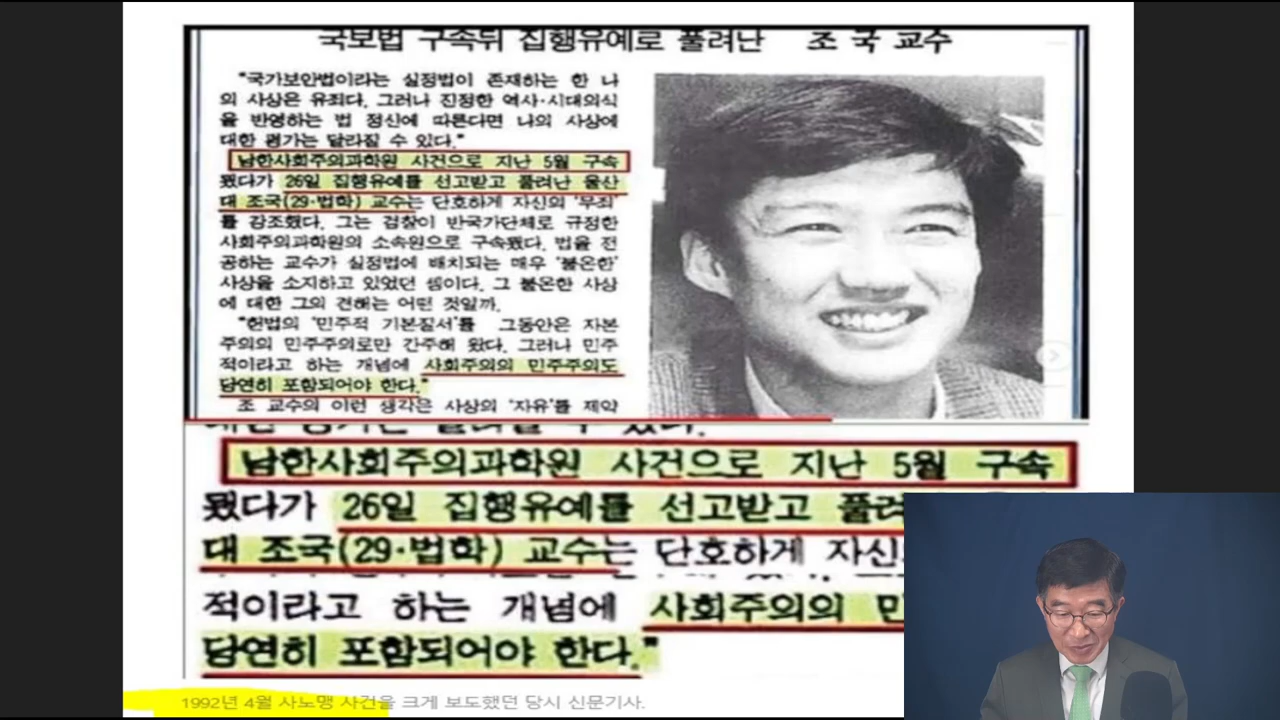 국보법 구속뒤 집행유예로 풀려난 조 국 교수
"국가보안법이라는 실정법이 존재하는 한 나
의 사상은 유죄다. 그러나 진정한 역사·시대의식
을 반영하는 법 정신에 따른다면 나의 사상에
대한 평가는 달라질 수 있다."
남한사회주의과학원 사건으로 지난 5월 구속
됐다가 26일 집행유예를 선고받고 풀려난 울산
대 조국(29·법학) 교수는 단호하게 자신의 '무죄'
를 강조했다. 그는 검찰이 반국가단체로 규정한
사회주의과학원의 소속원으로 구속됐다. 법을 전
공하는 교수가 실정법에 배치되는 매우 '불온한'
사상을 소지하고 있었던 셈이다. 그 불온한 사상
에 대한 그의 견해는 어떤 것일까.
"헌법의 '민주적 기본질서'를 그동안은 자본
주의의 민주주의로만 간주해 왔다. 그러나 민주
적이라고 하는 개념에 사회주의의 민주주의도
당연히 포함되어야 한다."
조 교수의 이런 생각은 사상의 '자유'를 제약
남한사회주의과학원 사건으로 지난 5월 구속
됐다가 26일 집행유예를 선고받고 풀려
대 조국(29·법학) 교수는 단호하게 자신
적이라고 하는 개념에 사회주의의 민
당연히 포함되어야 한다."
1992년 4월 사노맹 사건을 크게 보도했던 당시 신문기사.